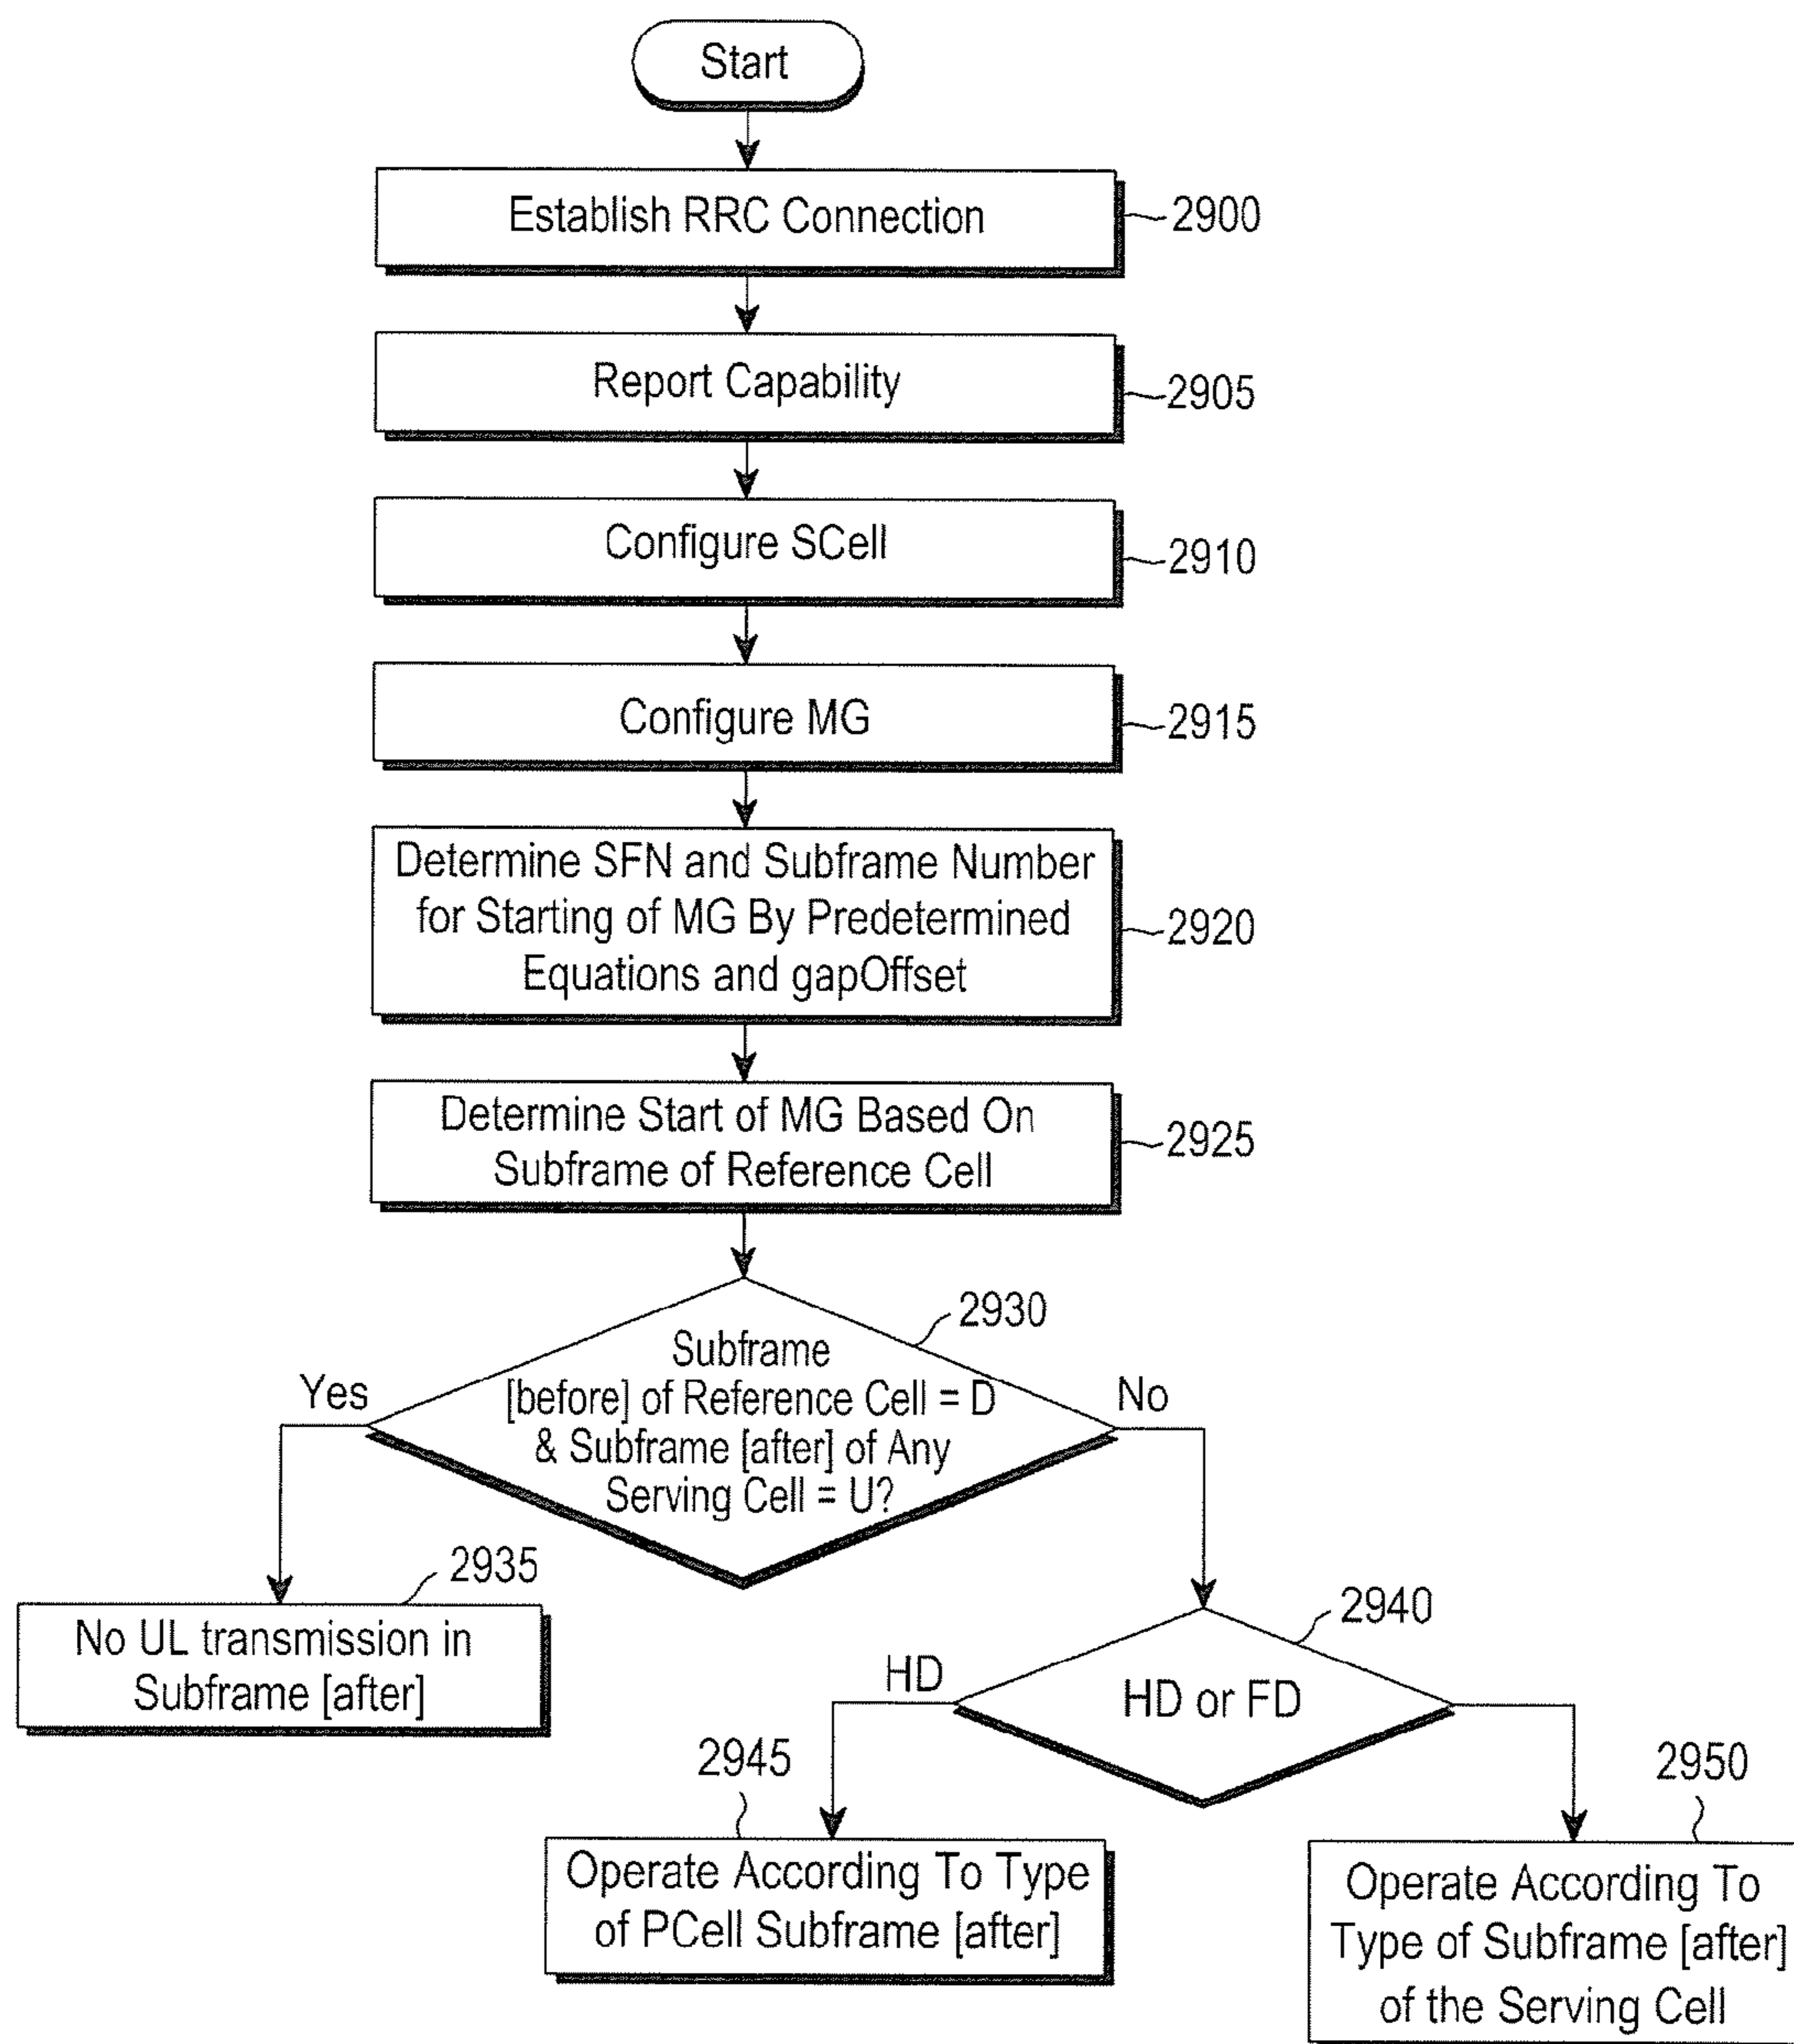 Start
Establish RRC Connection
2900
Report Capability
2905
Configure SCell
2910
Configure MG
2915
Determine SFN and Subframe Number
for Starting of MG By Predetermined
Equations and gapOffset
2920
Determine Start of MG Based On
Subframe of Reference Cell
2925
2930
Subframe
[before] of Reference Cell = D
& Subframe [after] of Any
Serving Cell = U?
Yes
No
2935
No UL transmission in
Subframe [after]
2940
HD or FD
HD
2945
Operate According To Type
of PCell Subframe [after]
2950
Operate According To
Type of Subframe [after]
of the Serving Cell